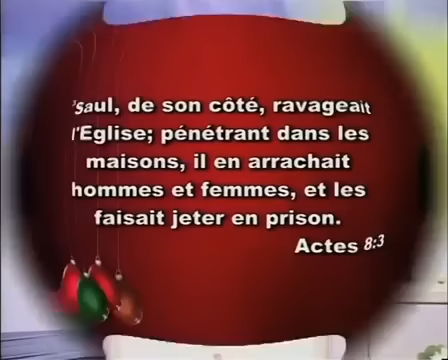 ³Saul, de son côté, ravageait
l'Eglise; pénétrant dans les
maisons, il en arrachait
hommes et femmes, et les
faisait jeter en prison.
Actes 8:3